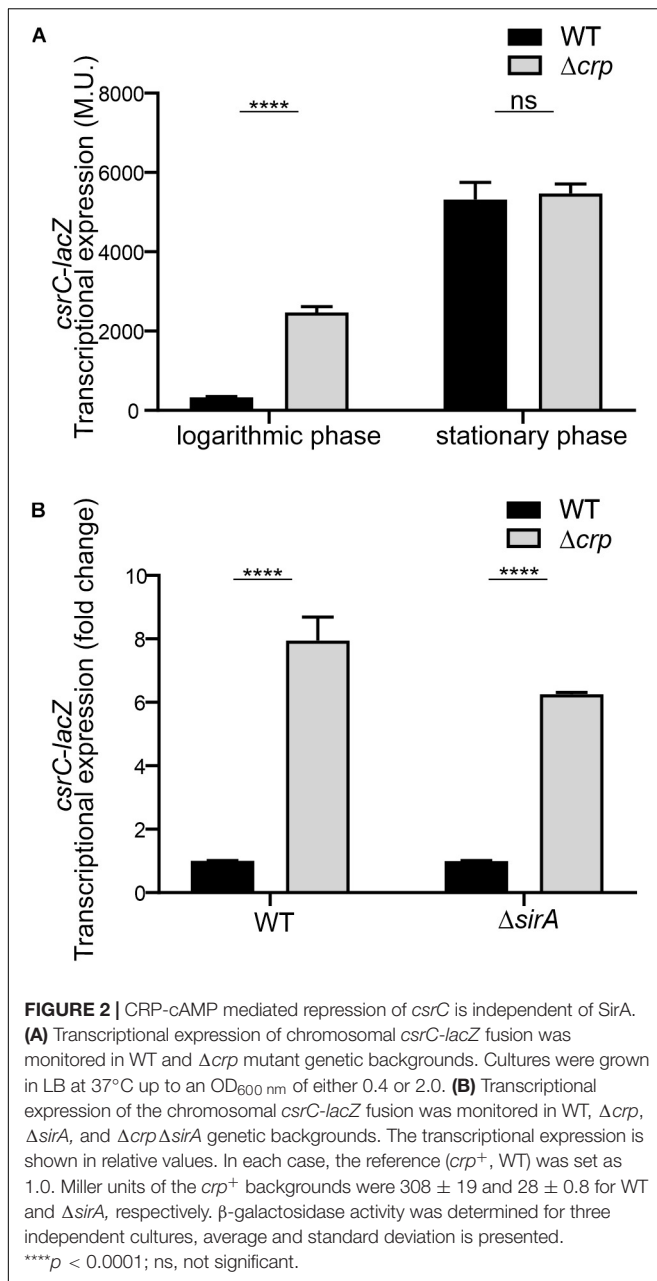 A
WT
Δcrp
8000
6000
4000
2000
0
csrC-lacZ
Transcriptional expression (M.U.)
****
ns
logarithmic phase
stationary phase
B
WT
Δcrp
10
8
6
4
2
0
csrC-lacZ
Transcriptional expression (fold change)
****
****
WT
ΔsirA
FIGURE 2 | CRP-cAMP mediated repression of csrC is independent of SirA.
(A) Transcriptional expression of chromosomal csrC-lacZ fusion was
monitored in WT and Δcrp mutant genetic backgrounds. Cultures were grown
in LB at 37°C up to an OD600 nm of either 0.4 or 2.0. (B) Transcriptional
expression of the chromosomal csrC-lacZ fusion was monitored in WT, Δcrp,
ΔsirA, and ΔcrpΔsirA genetic backgrounds. The transcriptional expression is
shown in relative values. In each case, the reference (crp+, WT) was set as
1.0. Miller units of the crp+ backgrounds were 308 ± 19 and 28 ± 0.8 for WT
and ΔsirA, respectively. β-galactosidase activity was determined for three
independent cultures, average and standard deviation is presented.
****p < 0.0001; ns, not significant.